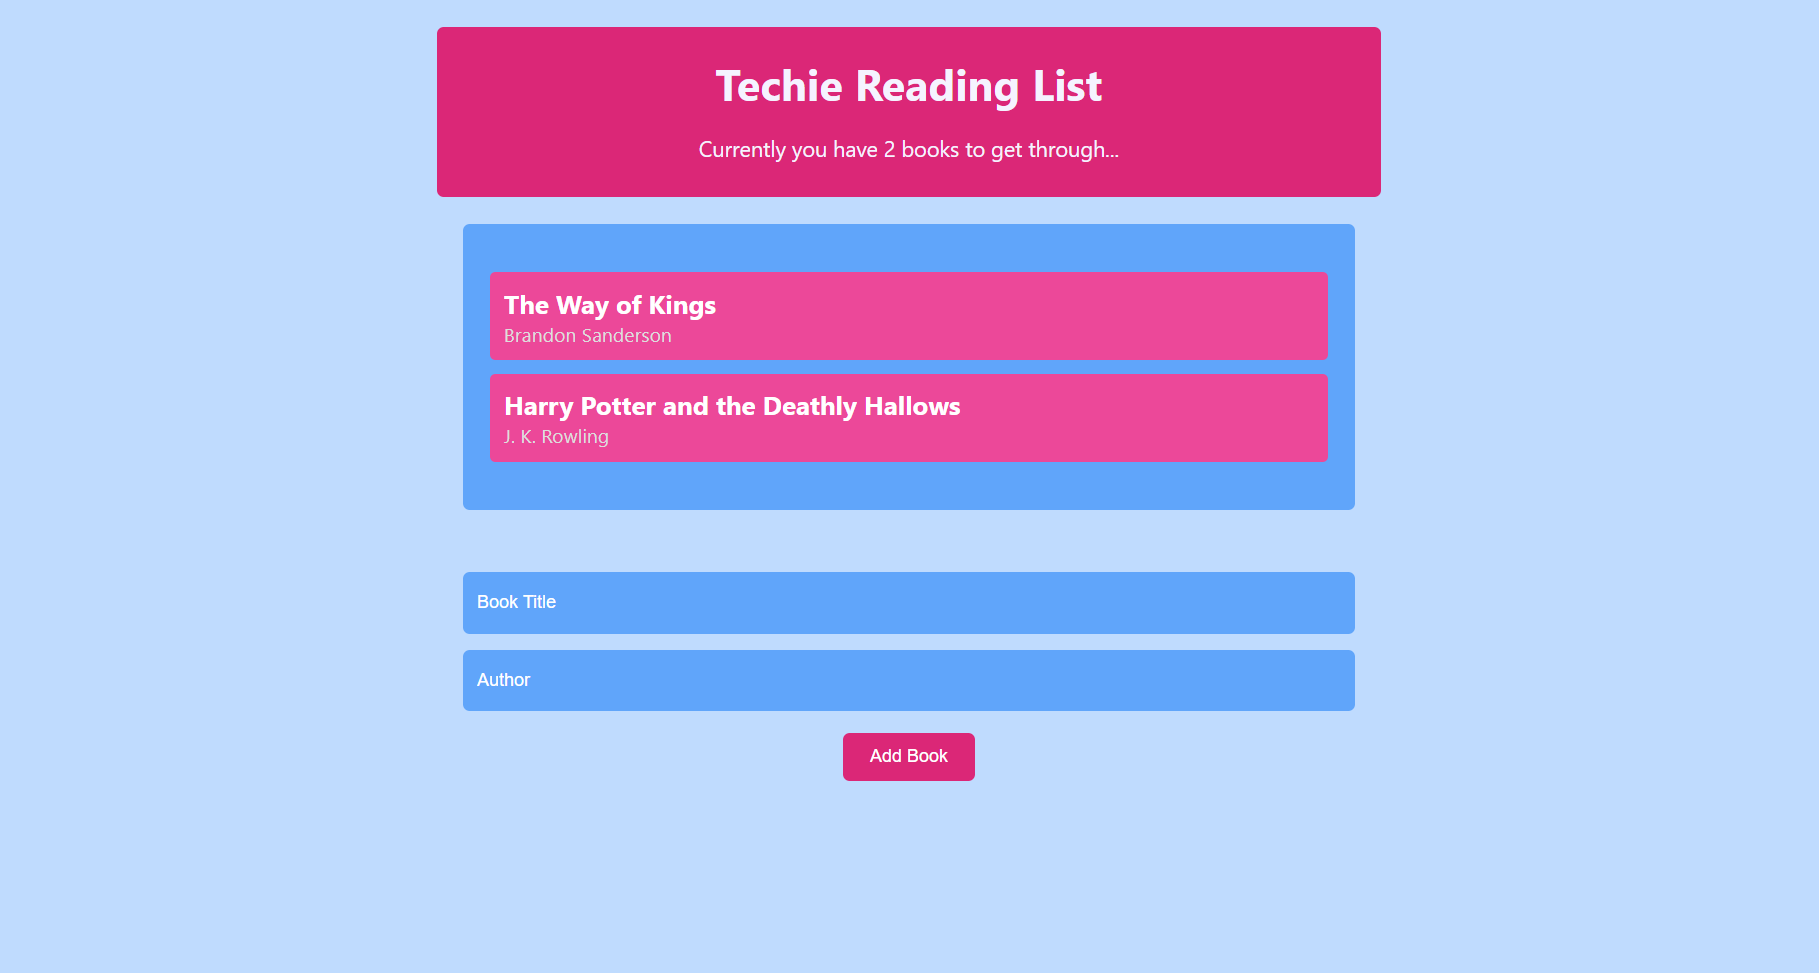 Techie Reading List
Currently you have 2 books to get through...
The Way of Kings
Brandon Sanderson
Harry Potter and the Deathly Hallows
J. K. Rowling
Book Title
Author
Add Book